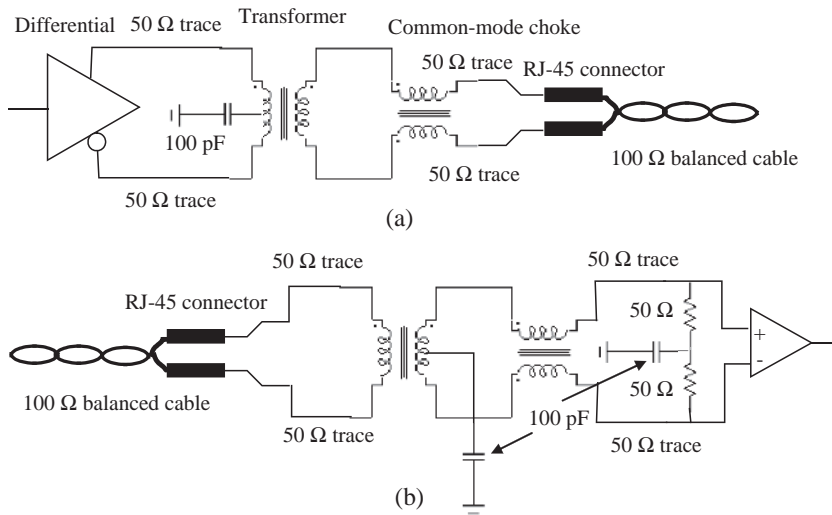 Differential
50 Ω trace
Transformer
Common-mode choke
50 Ω trace
RJ-45 connector
100 pF
100 Ω balanced cable
50 Ω trace
50 Ω trace
(a)
50 Ω trace
50 Ω trace
RJ-45 connector
50 Ω
+
-
50 Ω
100 Ω balanced cable
100 pF
50 Ω trace
50 Ω trace
(b)